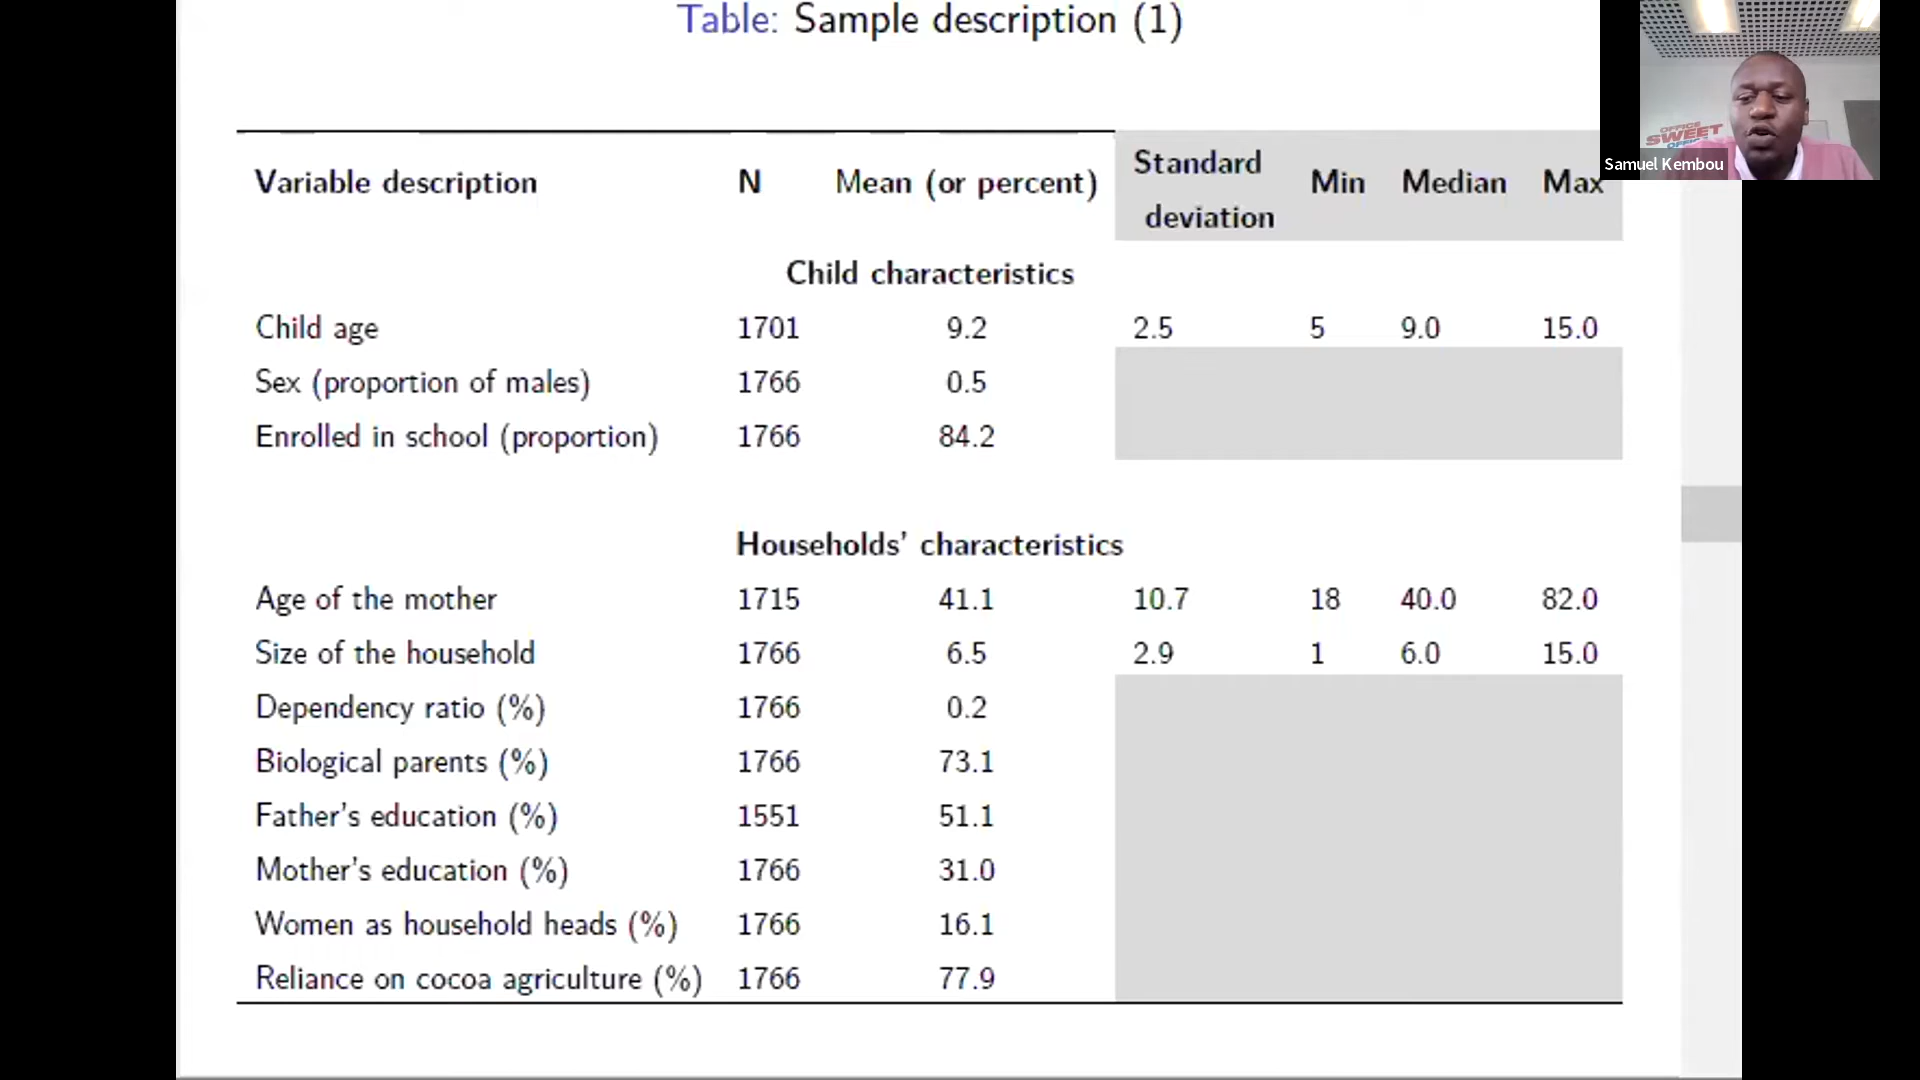 Table: Sample description (1)
Variable description N Mean (or percent) Standard deviation Min Median Max
Child characteristics
Child age 1701 9.2 2.5 5 9.0 15.0
Sex (proportion of males) 1766 0.5
Enrolled in school (proportion) 1766 84.2
Households' characteristics
Age of the mother 1715 41.1 10.7 18 40.0 82.0
Size of the household 1766 6.5 2.9 1 6.0 15.0
Dependency ratio (%) 1766 0.2
Biological parents (%) 1766 73.1
Father's education (%) 1551 51.1
Mother's education (%) 1766 31.0
Women as household heads (%) 1766 16.1
Reliance on cocoa agriculture (%) 1766 77.9
OFFICE
SWEET
Samuel Kembou